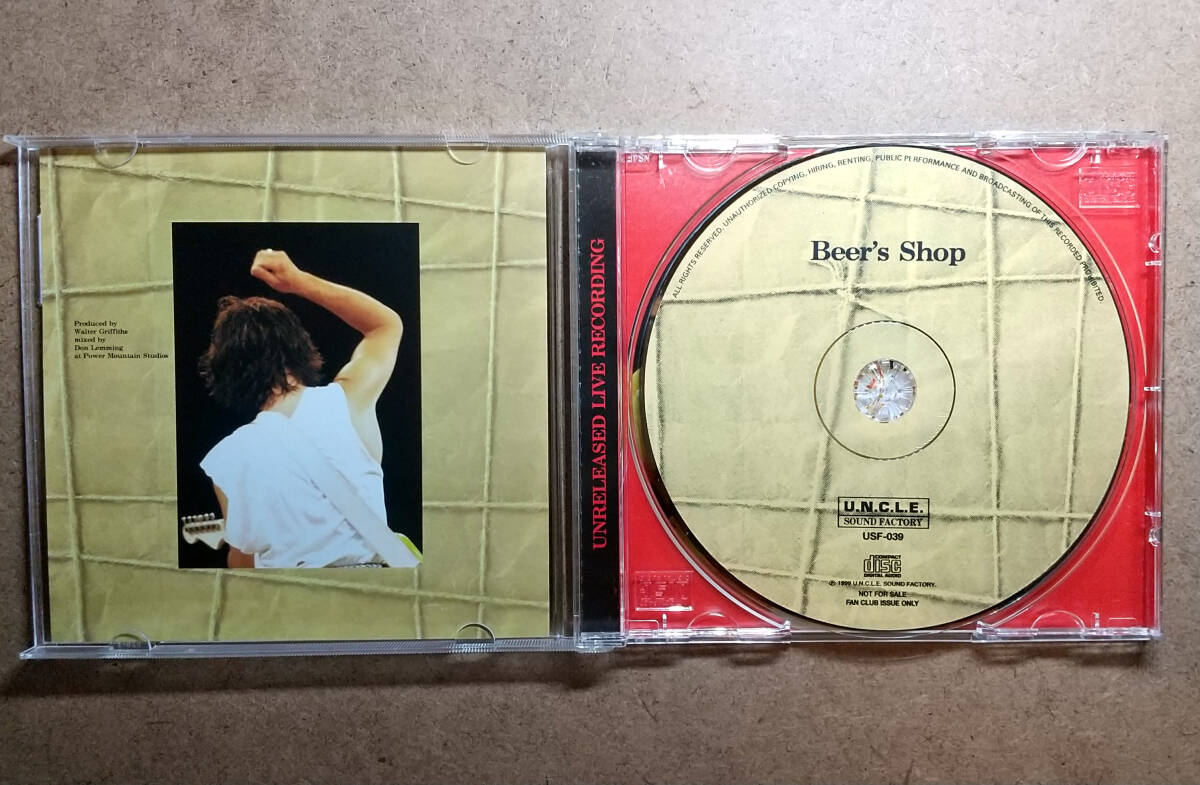 Produced by
Walter Griffiths
mixed by
Don Lemming
at Power Mountain Studios
UNRELEASED LIVE RECORDING
ALL RIGHTS RESERVED. UNAUTHORIZED COPYING, HIRING, RENTING, PUBLIC PERFORMANCE AND BROADCASTING OF THIS RECORDED PROHIBITED.
Beer's Shop
U.N.C.L.E.
SOUND FACTORY
USF-039
COMPACT
disc
DIGITAL AUDIO
℗ 1999 U.N.C.L.E. SOUND FACTORY.
NOT FOR SALE
FAN CLUB ISSUE ONLY